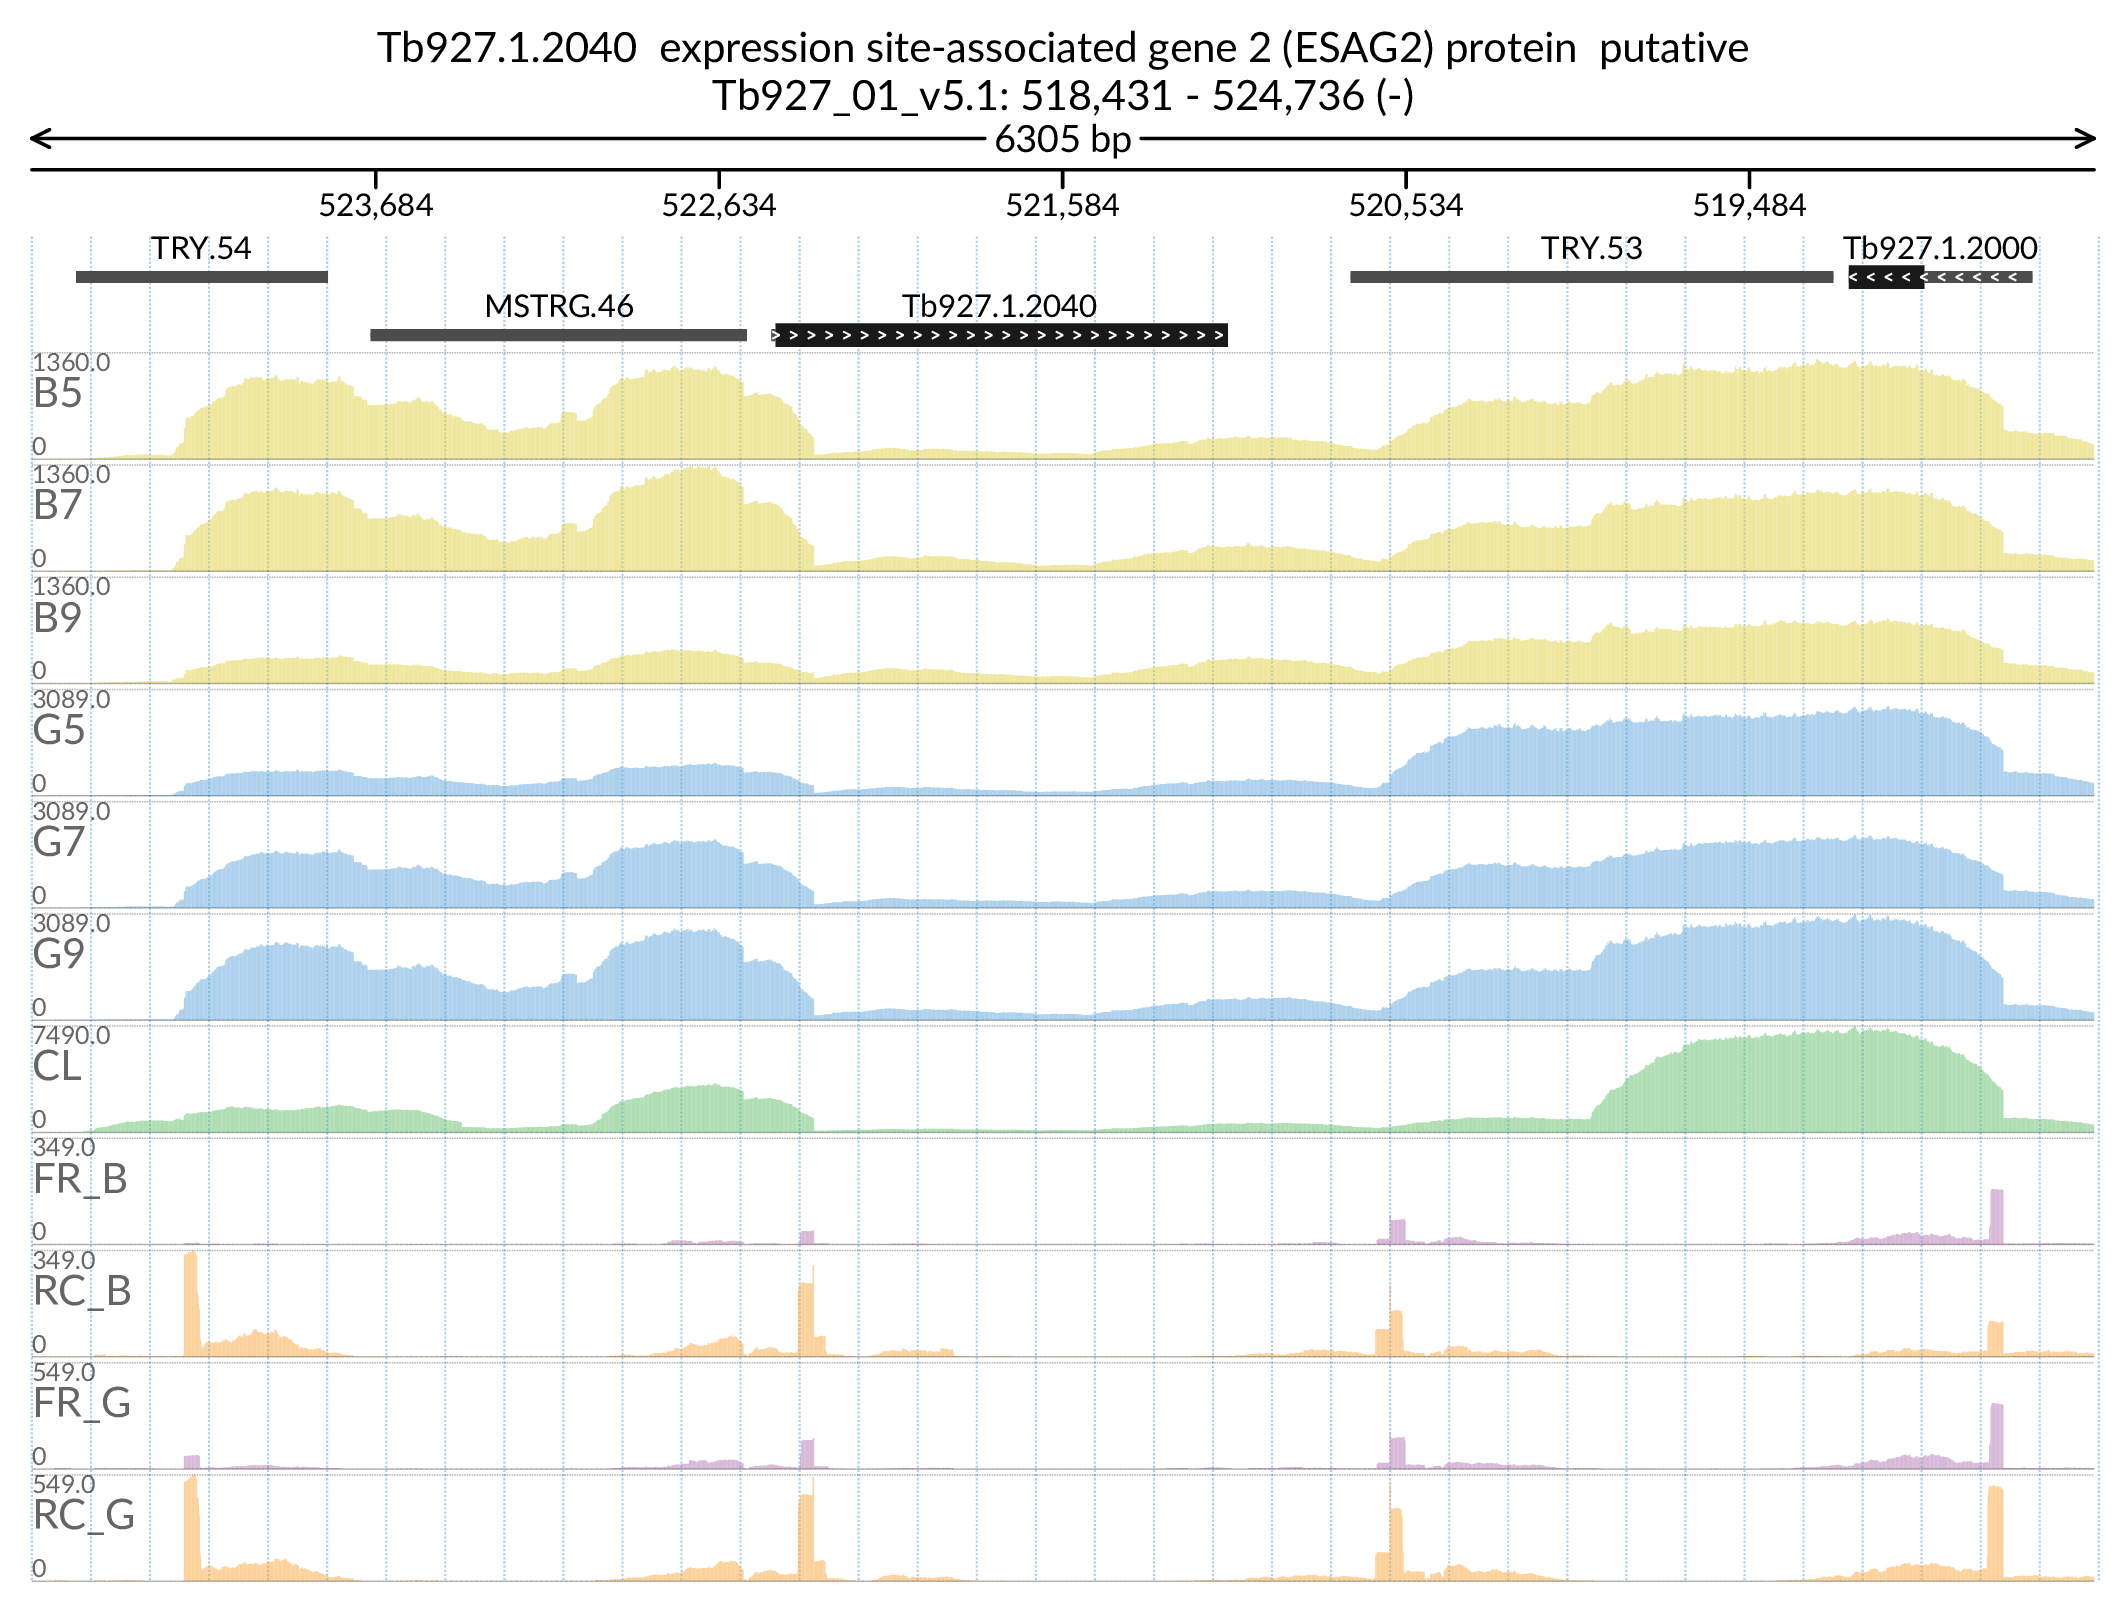 Tb927.1.2040  expression site-associated gene 2 (ESAG2) protein  putative
Tb927_01_v5.1: 518,431 - 524,736 (-)
6305 bp
523,684 522,634 521,584 520,534 519,484
TRY.54 TRY.53 Tb927.1.2000
MSTRG.46 Tb927.1.2040
1360.0
B5
0
1360.0
B7
0
1360.0
B9
0
3089.0
G5
0
3089.0
G7
0
3089.0
G9
0
7490.0
CL
0
349.0
FR_B
0
349.0
RC_B
0
549.0
FR_G
0
549.0
RC_G
0